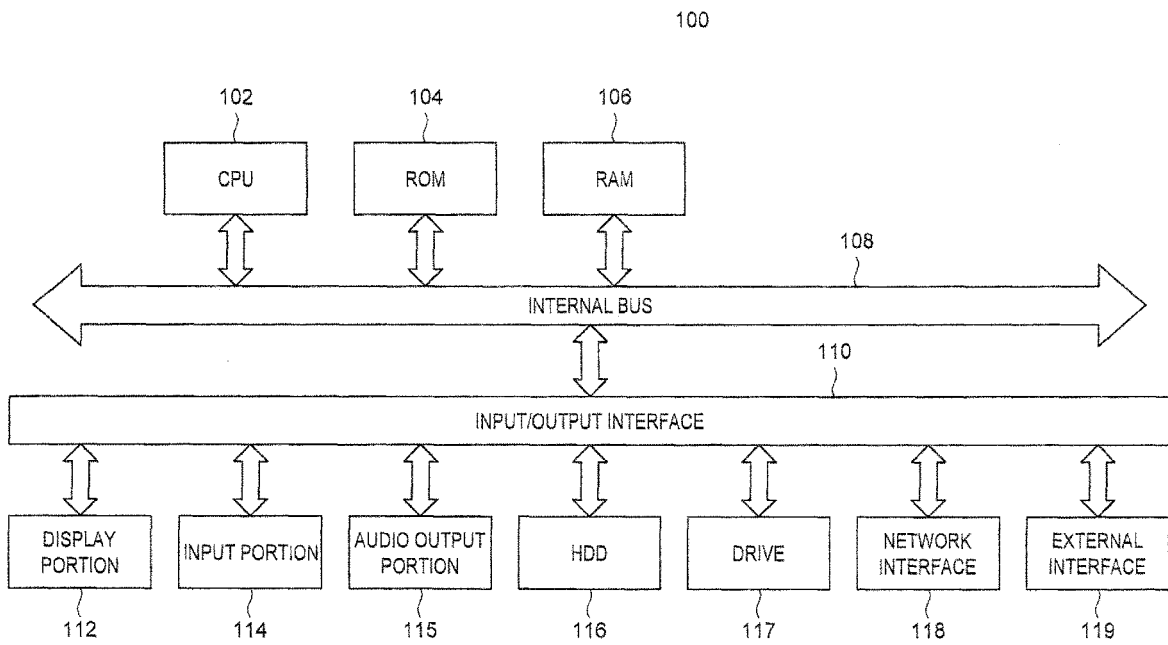 100
102
104
106
CPU
ROM
RAM
108
INTERNAL BUS
110
INPUT/OUTPUT INTERFACE
DISPLAY
PORTION
INPUT PORTION
AUDIO OUTPUT
PORTION
HDD
DRIVE
NETWORK
INTERFACE
EXTERNAL
INTERFACE
112
114
115
116
117
118
119